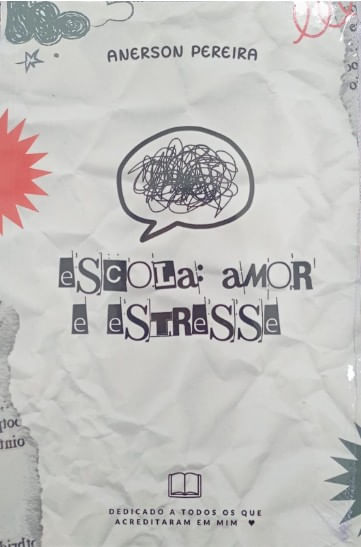 ANERSON PEREIRA
eSCOLa: aMOR
e eSTReSSe
DEDICADO A TODOS OS QUE
ACREDITARAM EM MIM ♥